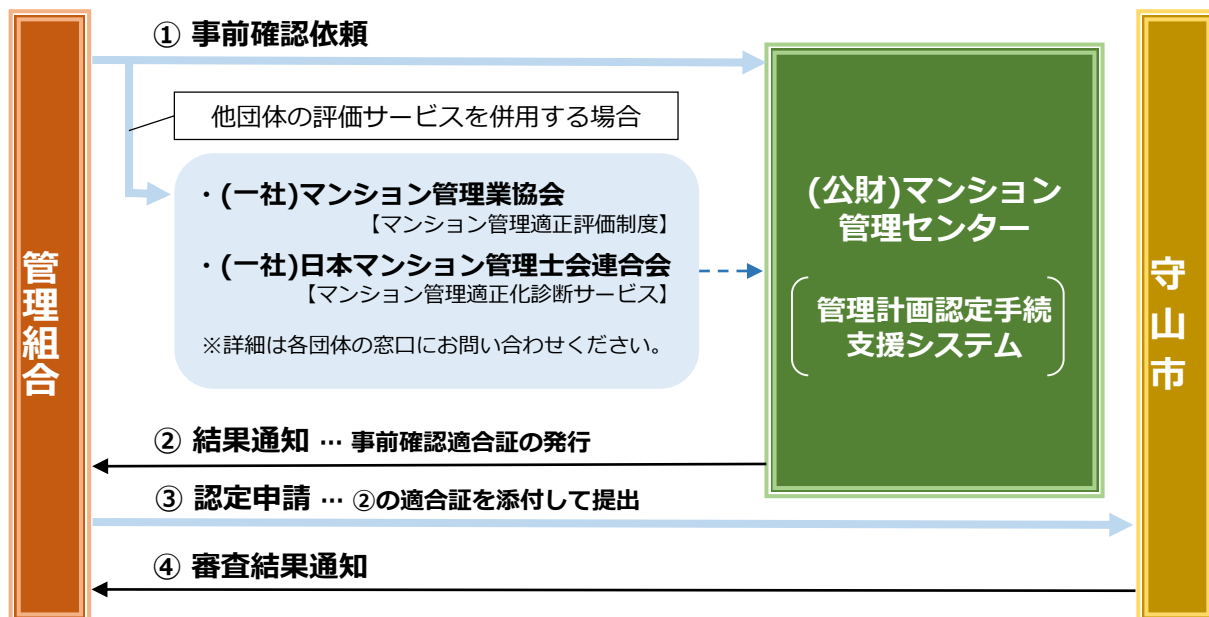 ① 事前確認依頼
他団体の評価サービスを併用する場合
・(一社)マンション管理業協会
【マンション管理適正評価制度】
・(一社)日本マンション管理士会連合会
【マンション管理適正化診断サービス】
※詳細は各団体の窓口にお問い合わせください。
(公財)マンション
管理センター
管理計画認定手続
支援システム
管理組合
守山市
② 結果通知 … 事前確認適合証の発行
③ 認定申請 … ②の適合証を添付して提出
④ 審査結果通知